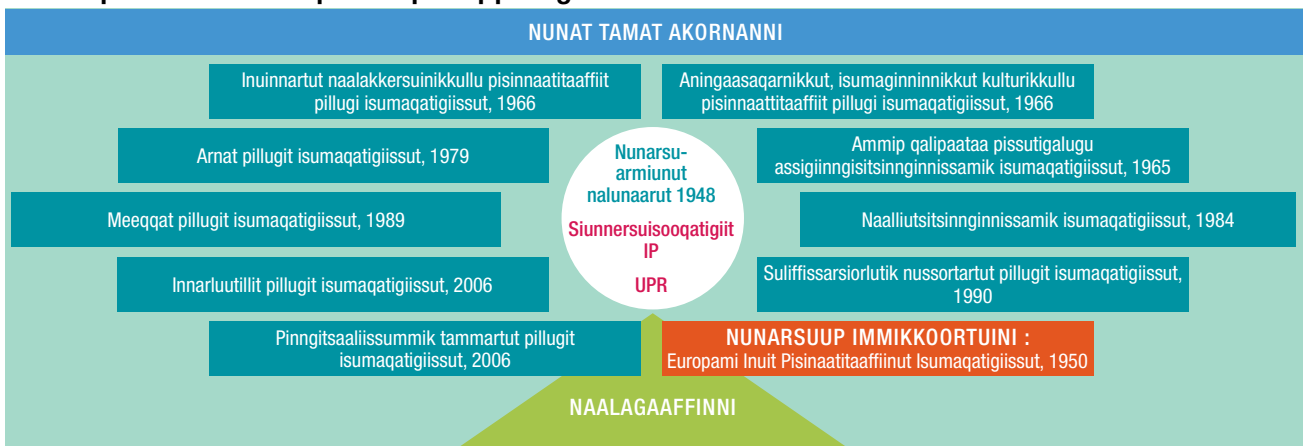 NUNAT TAMAT AKORNANNI
Inuinnartut naalakkersuinikkullu pisinnaatitaaffiit
pillugi isumaqatigiissut, 1966
Aningaasaqarnikkut, isumaginninnikkut kulturikkullu
pisinnaattitaaffiit pillugi isumaqatigiissut, 1966
Arnat pillugit isumaqatigiissut, 1979
Ammip qalipaataa pissutigalugu
assigiinngisitsinnginnissamik isumaqatigiissut, 1965
Meeqqat pillugit isumaqatigiissut, 1989
Naalliutsitsinnginnissamik isumaqatigiissut, 1984
Innarluutillit pillugit isumaqatigiissut, 2006
Suliffissarsiorlutik nussortartut pillugit isumaqatigiissut,
1990
Pinngitsaaliissummik tammartut pillugit
isumaqatigiissut, 2006
NUNARSUUP IMMIKKOORTUINI :
Europami Inuit Pisinaatitaaffiinut Isumaqatigiissut, 1950
Nunarsu-
armiunut
nalunaarut 1948
Siunnersuisooqatigiit
IP
UPR
NAALAGAAFFINNI